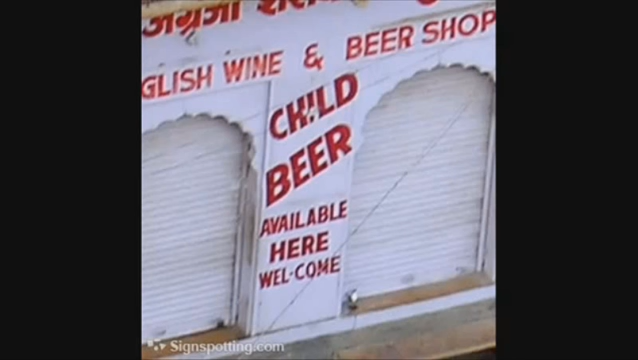 अंग्रेजी
GLISH WINE & BEER SHOP
CHILD
BEER
AVAILABLE
HERE
WEL-COME
Signspotting.com